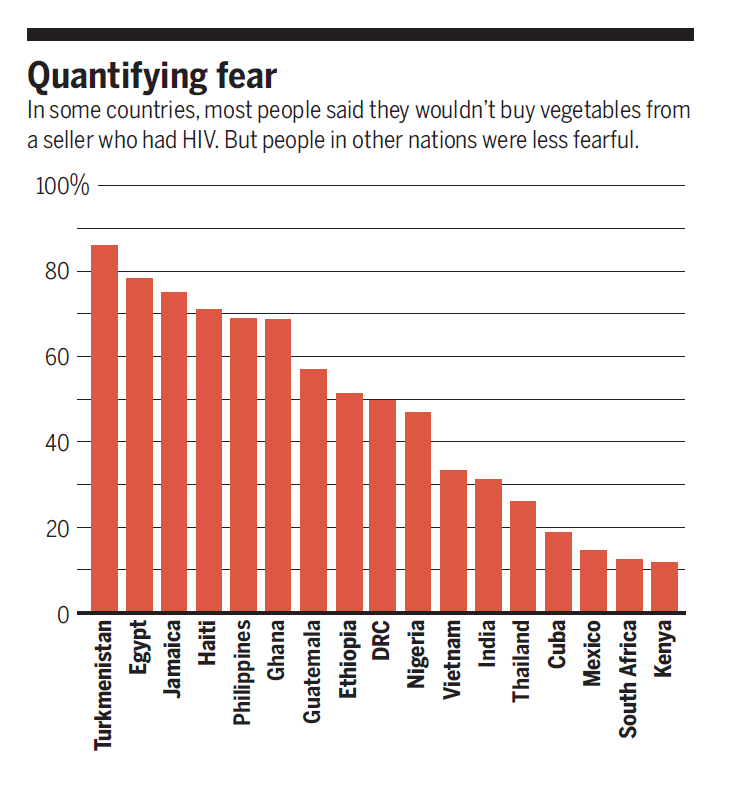 Quantifying fear
In some countries, most people said they wouldn’t buy vegetables from
a seller who had HIV. But people in other nations were less fearful.
100%
80
60
40
20
0
Turkmenistan
Egypt
Jamaica
Haiti
Philippines
Ghana
Guatemala
Ethiopia
DRC
Nigeria
Vietnam
India
Thailand
Cuba
Mexico
South Africa
Kenya